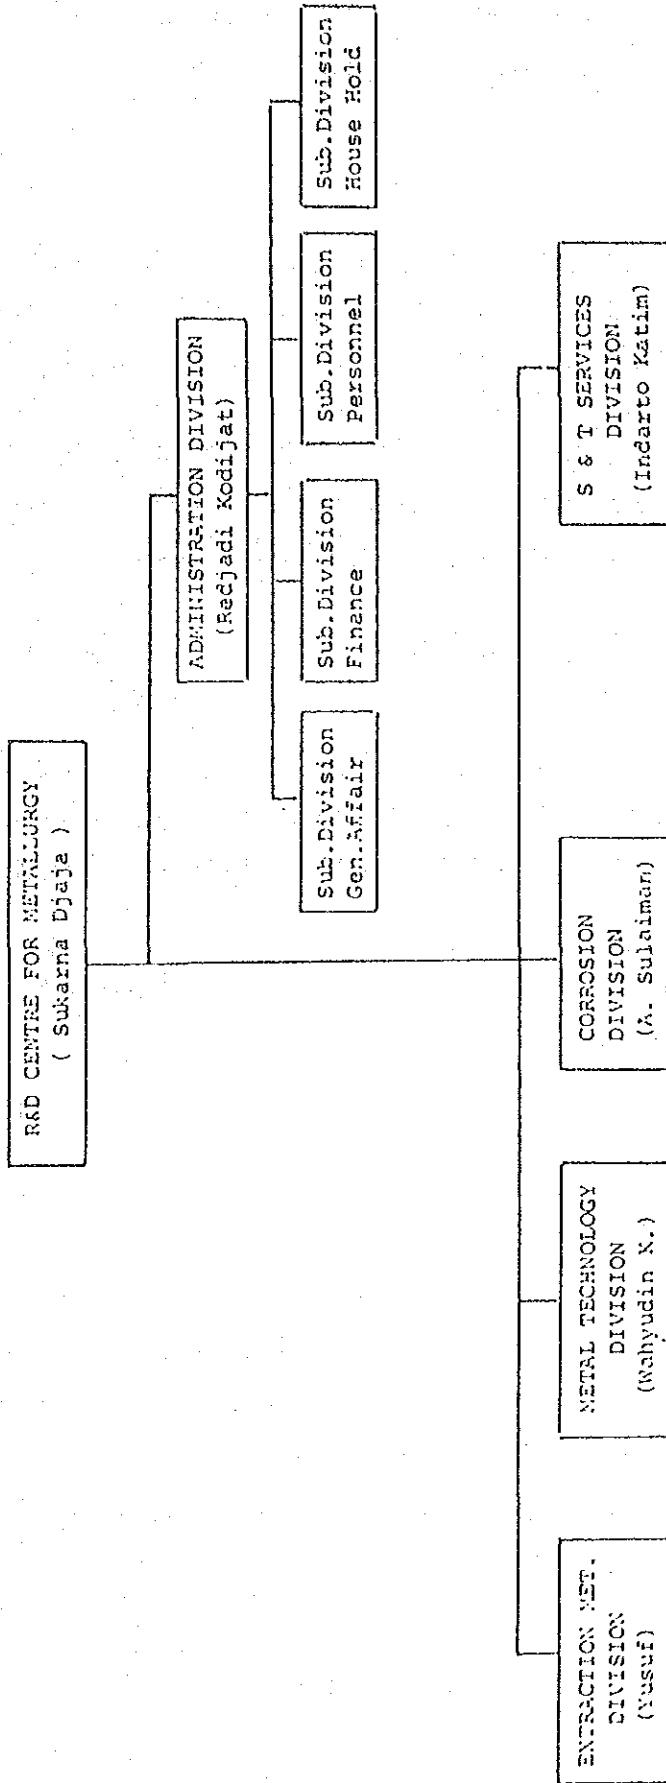 R&D CENTRE FOR METALLURGY
( Sukarna Djaja )
ADMINISTRATION DIVISION
(Redjadi Kodijat)
Sub.Division
Gen.Affair
Sub.Division
Finance
Sub.Division
Personnel
Sub.Division
House Hold
EXTRACTION MET.
DIVISION
(Yusuf)
METAL TECHNOLOGY
DIVISION
(Wahyudin K.)
CORROSION
DIVISION
(A. Sulaiman)
S & T SERVICES
DIVISION
(Indarto Katim)